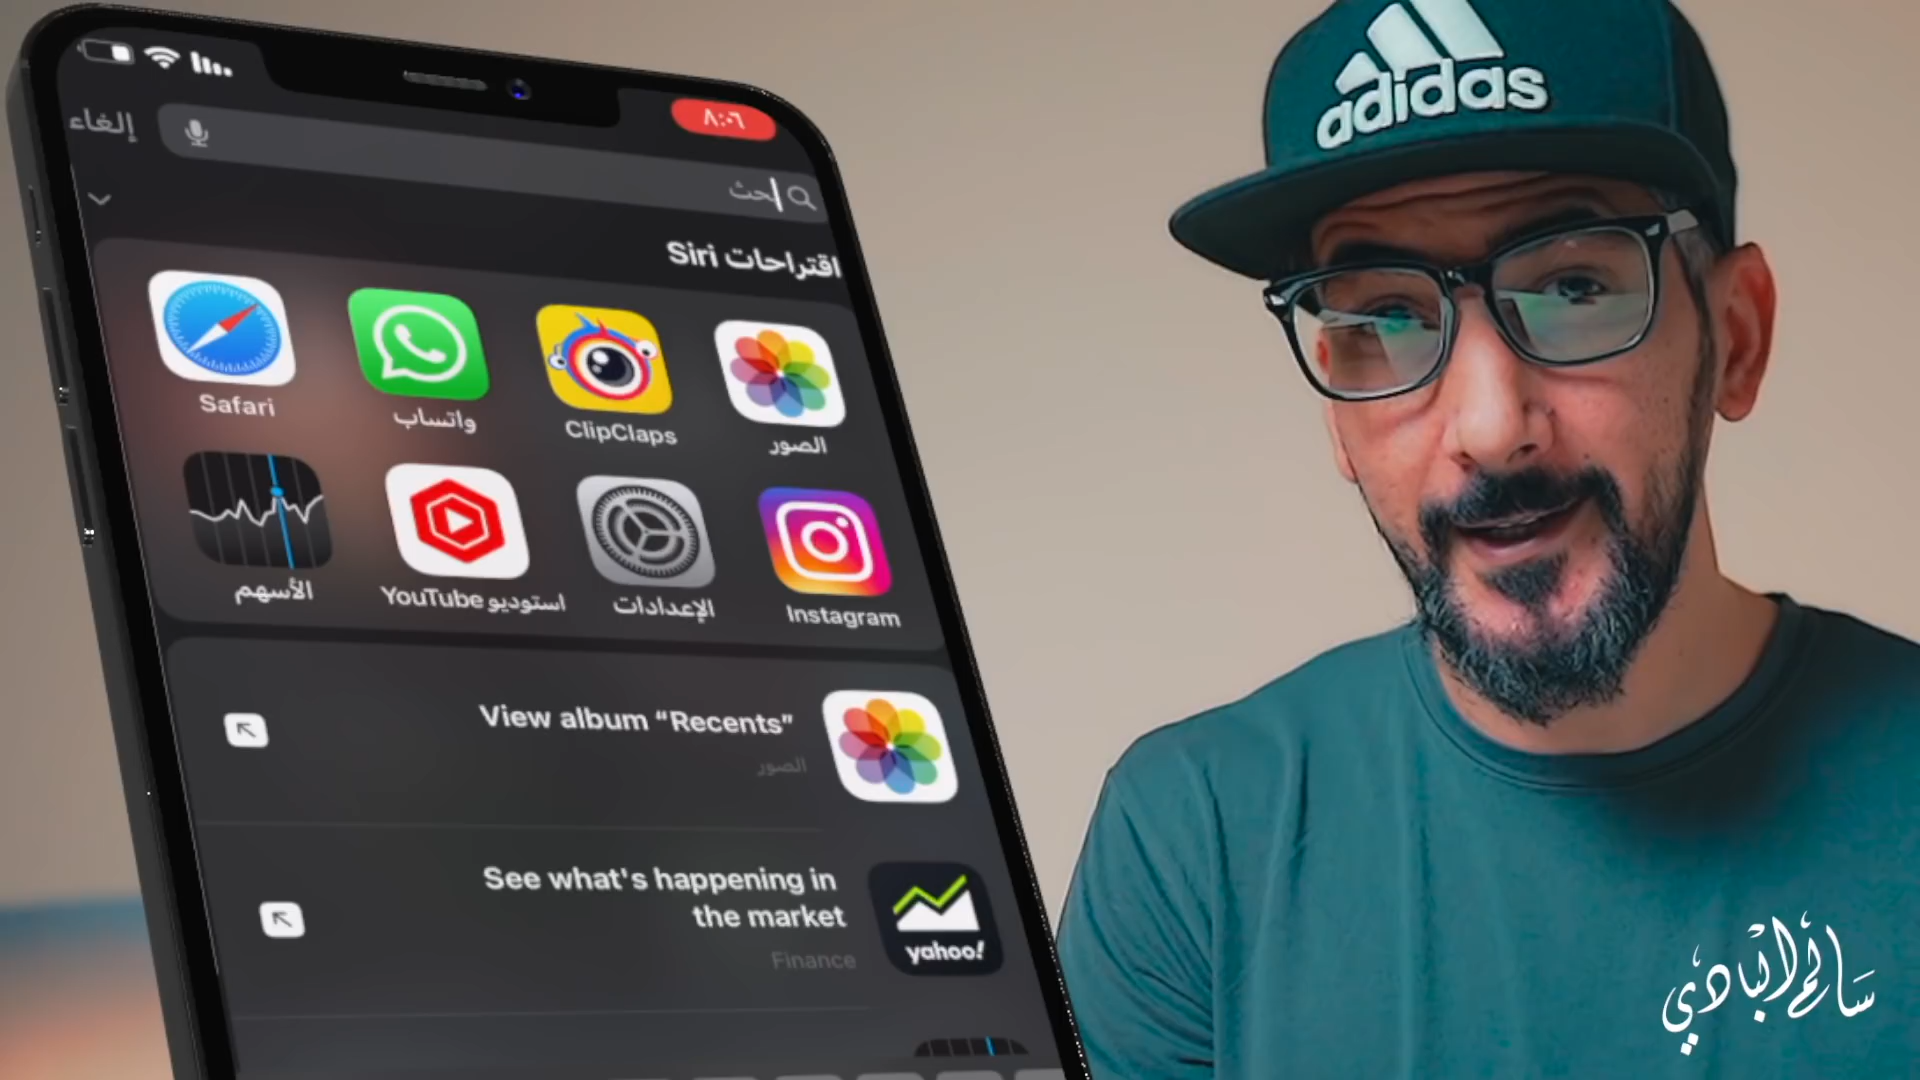 ٨:٠٦
إلغاء
بحث
اقتراحات Siri
الصور
ClipClaps
واتساب
Safari
Instagram
الإعدادات
استوديو YouTube
الأسهم
View album “Recents”
الصور
See what's happening in
the market
Finance
yahoo!
adidas
سالم البادي